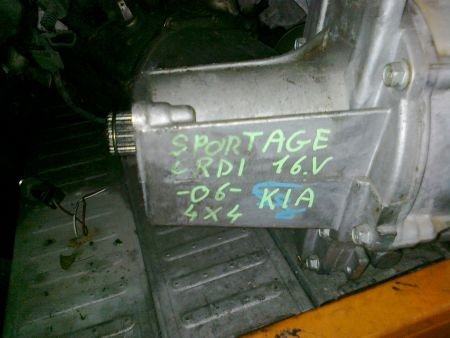 SPORTAGE
CRDI 16.V
-06- KIA
4X4